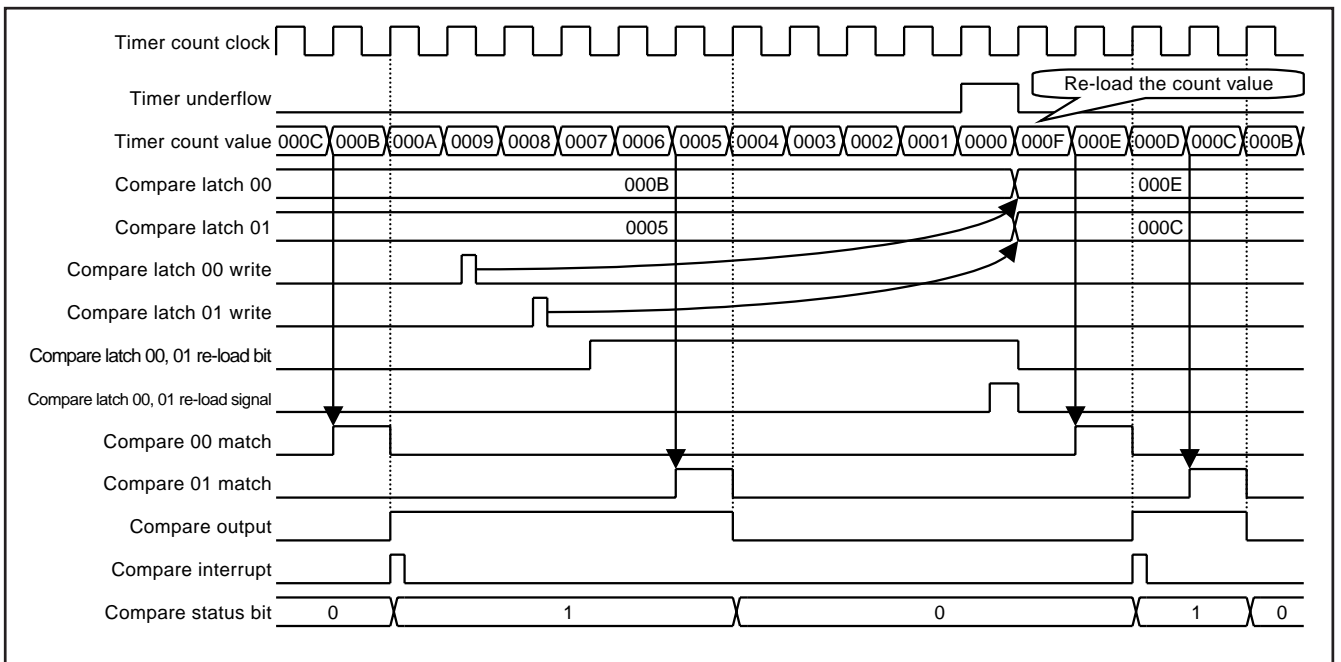 Timer count clock
Timer underflow
Re-load the count value
Timer count value 000C 000B 000A 0009 0008 0007 0006 0005 0004 0003 0002 0001 0000 000F 000E 000D 000C 000B
Compare latch 00 000B 000E
Compare latch 01 0005 000C
Compare latch 00 write
Compare latch 01 write
Compare latch 00, 01 re-load bit
Compare latch 00, 01 re-load signal
Compare 00 match
Compare 01 match
Compare output
Compare interrupt
Compare status bit 0 1 0 1 0